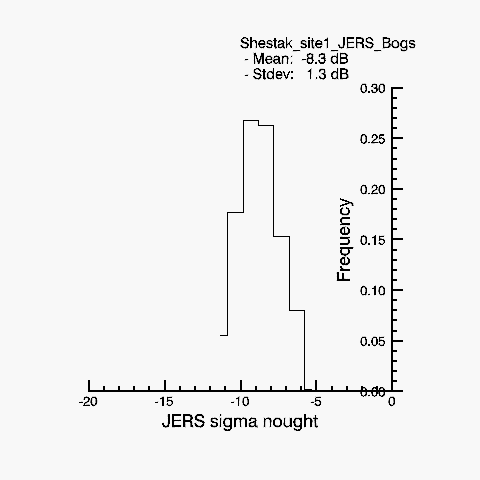 Shestak_site1_JERS_Bogs
- Mean: -8.3 dB
- Stdev: 1.3 dB
0.30
0.25
0.20
0.15
0.10
0.05
0.00
Frequency
-20 -15 -10 -5 0
JERS sigma nought